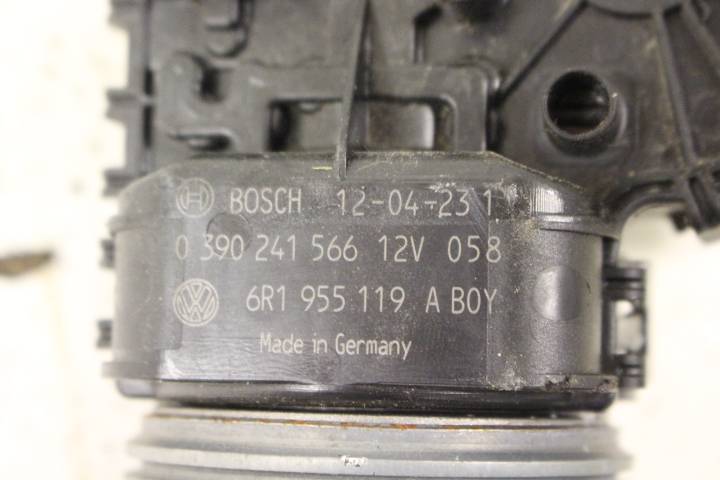 BOSCH 12-04-23 1
0 390 241 566 12V 058
6R1 955 119 A B0Y
Made in Germany